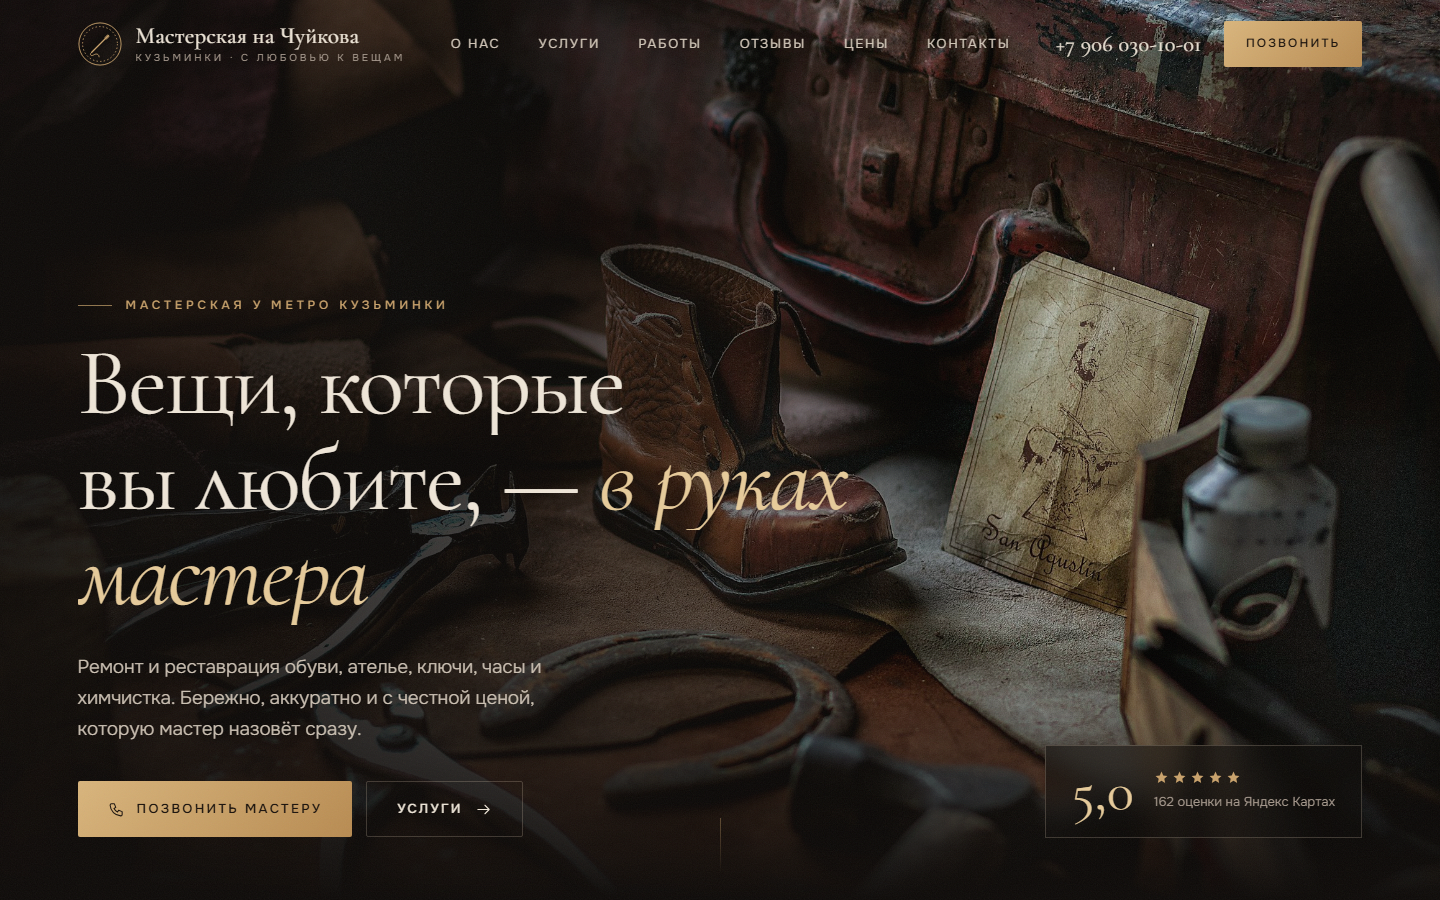 Мастерская на Чуйкова
КУЗЬМИНКИ · С ЛЮБОВЬЮ К ВЕЩАМ
О НАС
УСЛУГИ
РАБОТЫ
ОТЗЫВЫ
ЦЕНЫ
КОНТАКТЫ
+7 906 030-10-01
ПОЗВОНИТЬ
МАСТЕРСКАЯ У МЕТРО КУЗЬМИНКИ
Вещи, которые
вы любите, — в руках
мастера
San Agustin
Ремонт и реставрация обуви, ателье, ключи, часы и
химчистка. Бережно, аккуратно и с честной ценой,
которую мастер назовёт сразу.
ПОЗВОНИТЬ МАСТЕРУ
УСЛУГИ →
5,0
162 оценки на Яндекс Картах